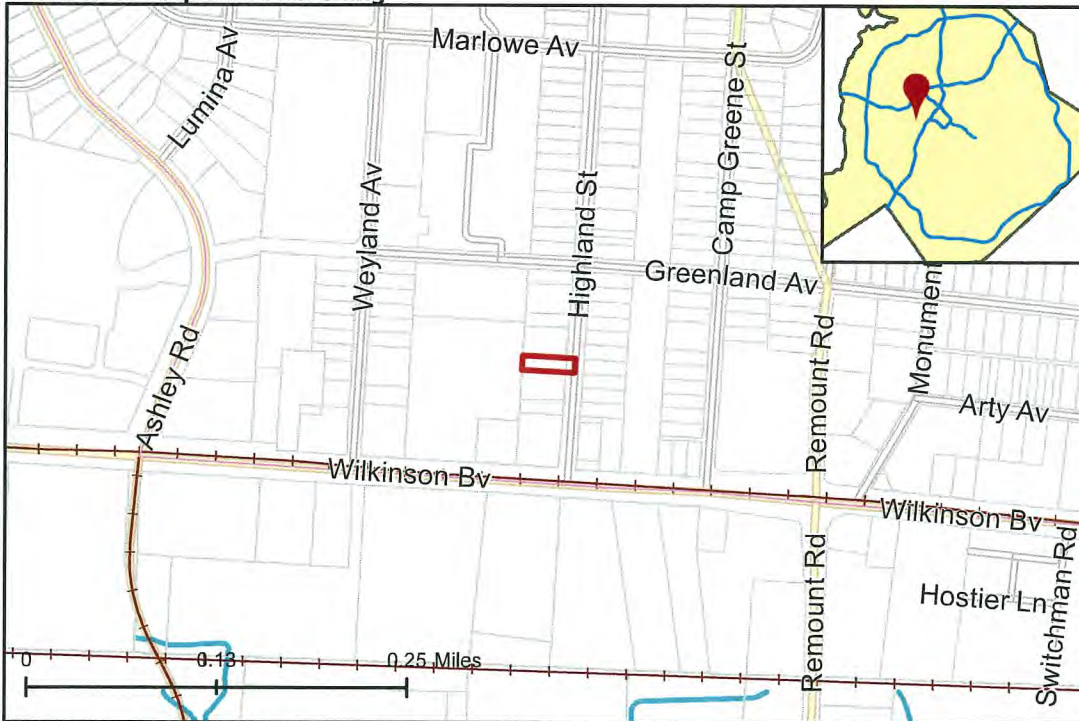 Marlowe Av
Lumina Av
Camp Greene St
Weyland Av
Highland St
Greenland Av
Monument
Ashley Rd
Remount Rd
Arty Av
Wilkinson Bv
Wilkinson Bv
Remount Rd
Hostier Ln
Switchman Rd
0 0.13 0.25 Miles